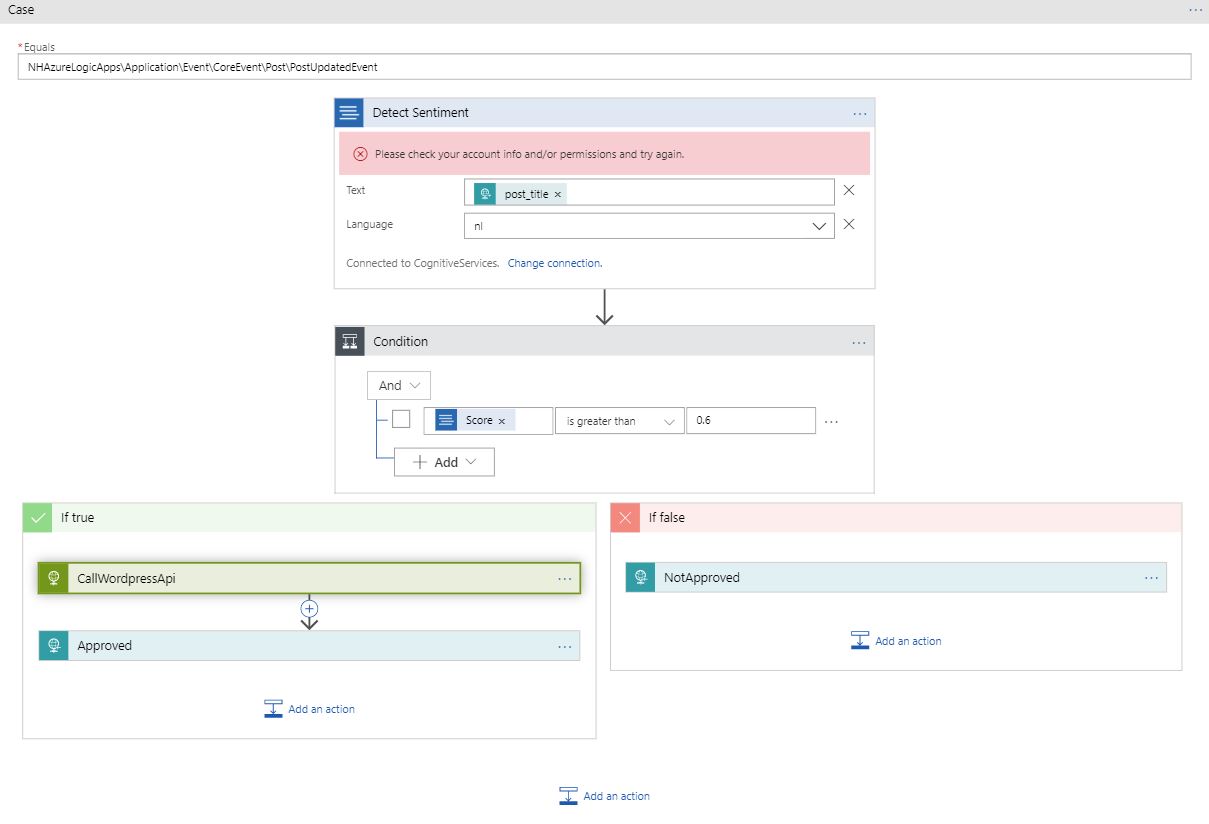 Case
* Equals
NHAzureLogicApps\Application\Event\CoreEvent\Post\PostUpdatedEvent
Detect Sentiment
Please check your account info and/or permissions and try again.
Text post_title ×
Language nl
Connected to CognitiveServices. Change connection.
Condition
And
Score × is greater than 0.6
+ Add
If true
If false
CallWordpressApi
NotApproved
Approved
Add an action
Add an action
Add an action